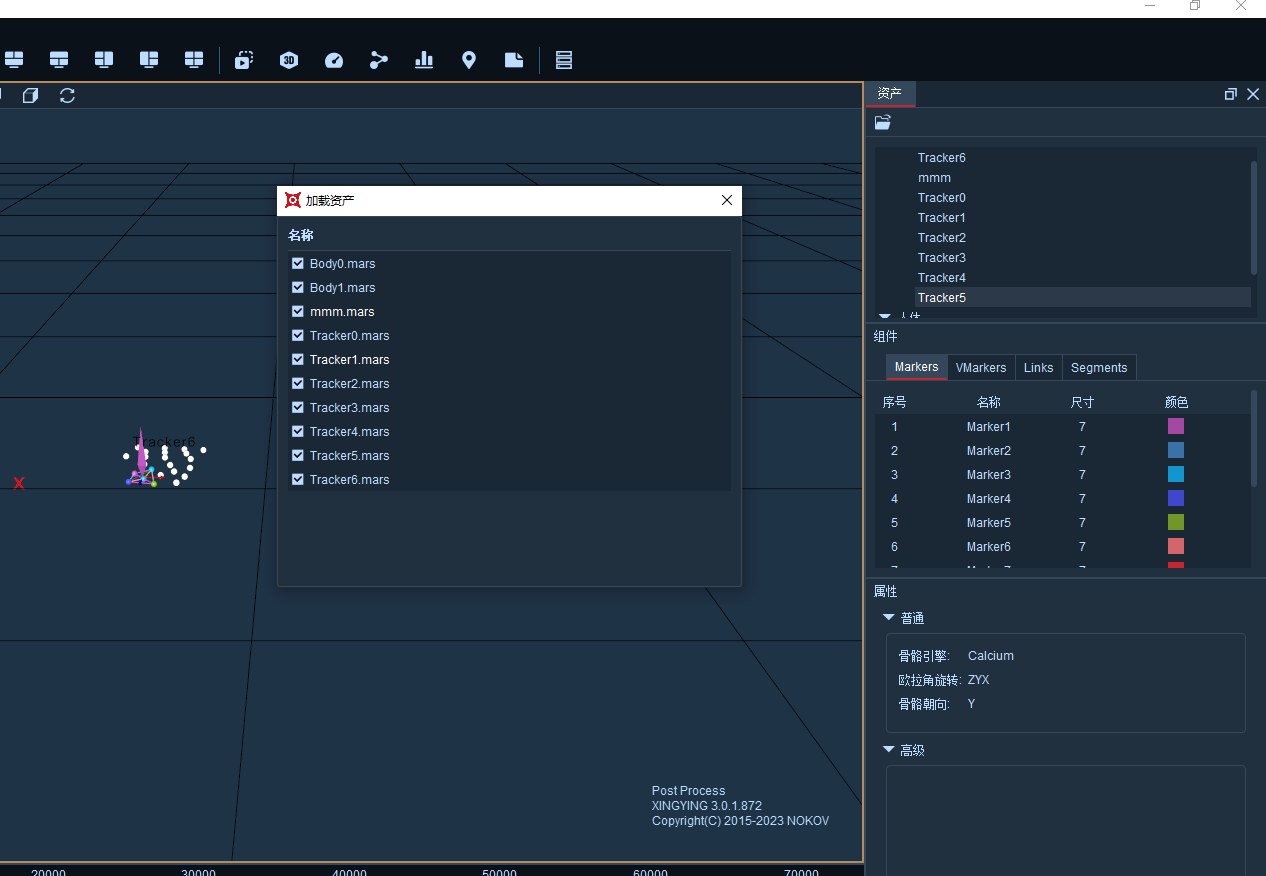 3D
资产
Tracker6
mmm
Tracker0
Tracker1
Tracker2
Tracker3
Tracker4
Tracker5
人体
加载资产
名称
Body0.mars
Body1.mars
mmm.mars
Tracker0.mars
Tracker1.mars
Tracker2.mars
Tracker3.mars
Tracker4.mars
Tracker5.mars
Tracker6.mars
Tracker6
X
组件
Markers VMarkers Links Segments
序号 名称 尺寸 颜色
1 Marker1 7
2 Marker2 7
3 Marker3 7
4 Marker4 7
5 Marker5 7
6 Marker6 7
属性
普通
骨骼引擎: Calcium
欧拉角旋转: ZYX
骨骼朝向: Y
高级
Post Process
XINGYING 3.0.1.872
Copyright(C) 2015-2023 NOKOV
20000 30000 40000 50000 60000 70000